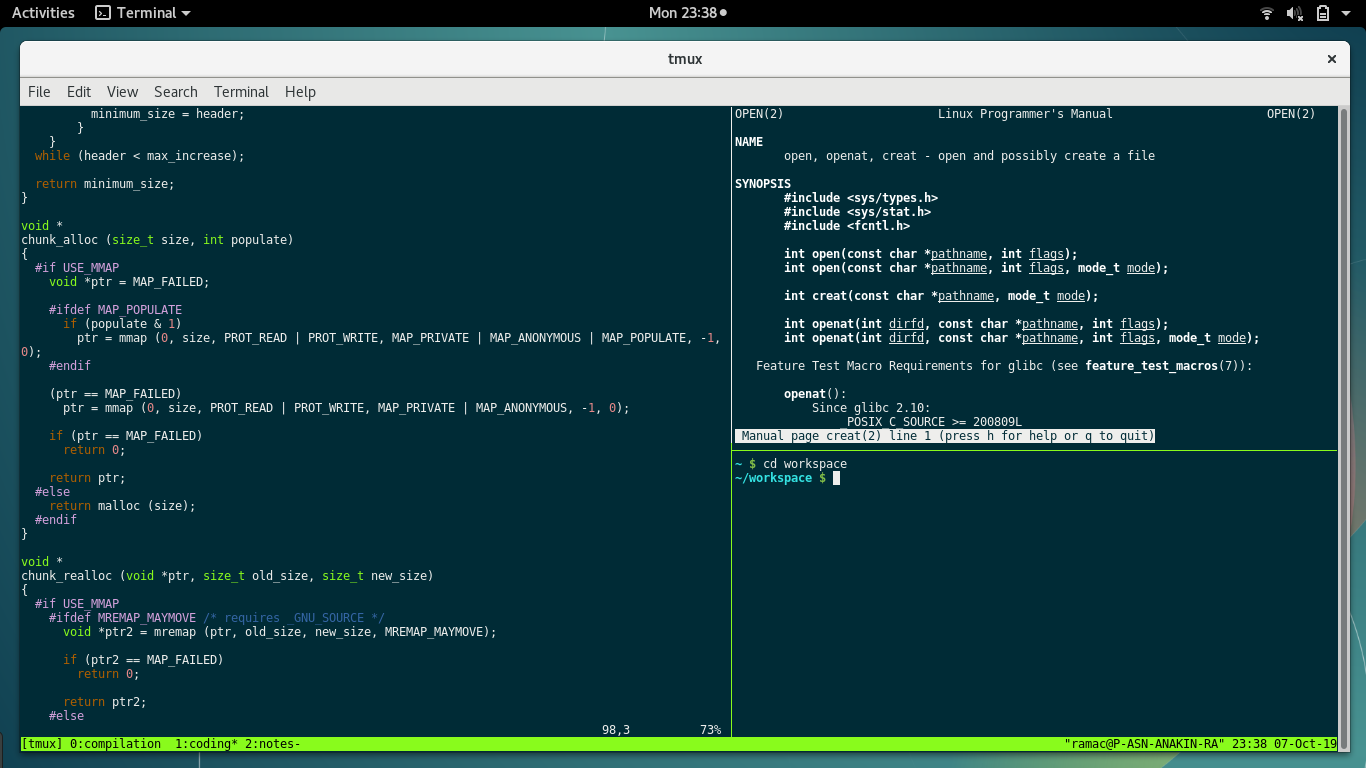 Activities Terminal Mon 23:38
tmux
File Edit View Search Terminal Help
minimum_size = header;
}
}
while (header < max_increase);
return minimum_size;
}
void *
chunk_alloc (size_t size, int populate)
{
#if USE_MMAP
void *ptr = MAP_FAILED;
#ifdef MAP_POPULATE
if (populate & 1)
ptr = mmap (0, size, PROT_READ | PROT_WRITE, MAP_PRIVATE | MAP_ANONYMOUS | MAP_POPULATE, -1,
0);
#endif
(ptr == MAP_FAILED)
ptr = mmap (0, size, PROT_READ | PROT_WRITE, MAP_PRIVATE | MAP_ANONYMOUS, -1, 0);
if (ptr == MAP_FAILED)
return 0;
return ptr;
#else
return malloc (size);
#endif
}
void *
chunk_realloc (void *ptr, size_t old_size, size_t new_size)
{
#if USE_MMAP
#ifdef MREMAP_MAYMOVE /* requires _GNU_SOURCE */
void *ptr2 = mremap (ptr, old_size, new_size, MREMAP_MAYMOVE);
if (ptr2 == MAP_FAILED)
return 0;
return ptr2;
#else
98,3 73%
OPEN(2) Linux Programmer's Manual OPEN(2)
NAME
open, openat, creat - open and possibly create a file
SYNOPSIS
#include <sys/types.h>
#include <sys/stat.h>
#include <fcntl.h>
int open(const char *pathname, int flags);
int open(const char *pathname, int flags, mode_t mode);
int creat(const char *pathname, mode_t mode);
int openat(int dirfd, const char *pathname, int flags);
int openat(int dirfd, const char *pathname, int flags, mode_t mode);
Feature Test Macro Requirements for glibc (see feature_test_macros(7)):
openat():
Since glibc 2.10:
_POSIX_C_SOURCE >= 200809L
Manual page creat(2) line 1 (press h for help or q to quit)
~ $ cd workspace
~/workspace $
[tmux] 0:compilation 1:coding* 2:notes- "ramac@P-ASN-ANAKIN-RA" 23:38 07-Oct-19